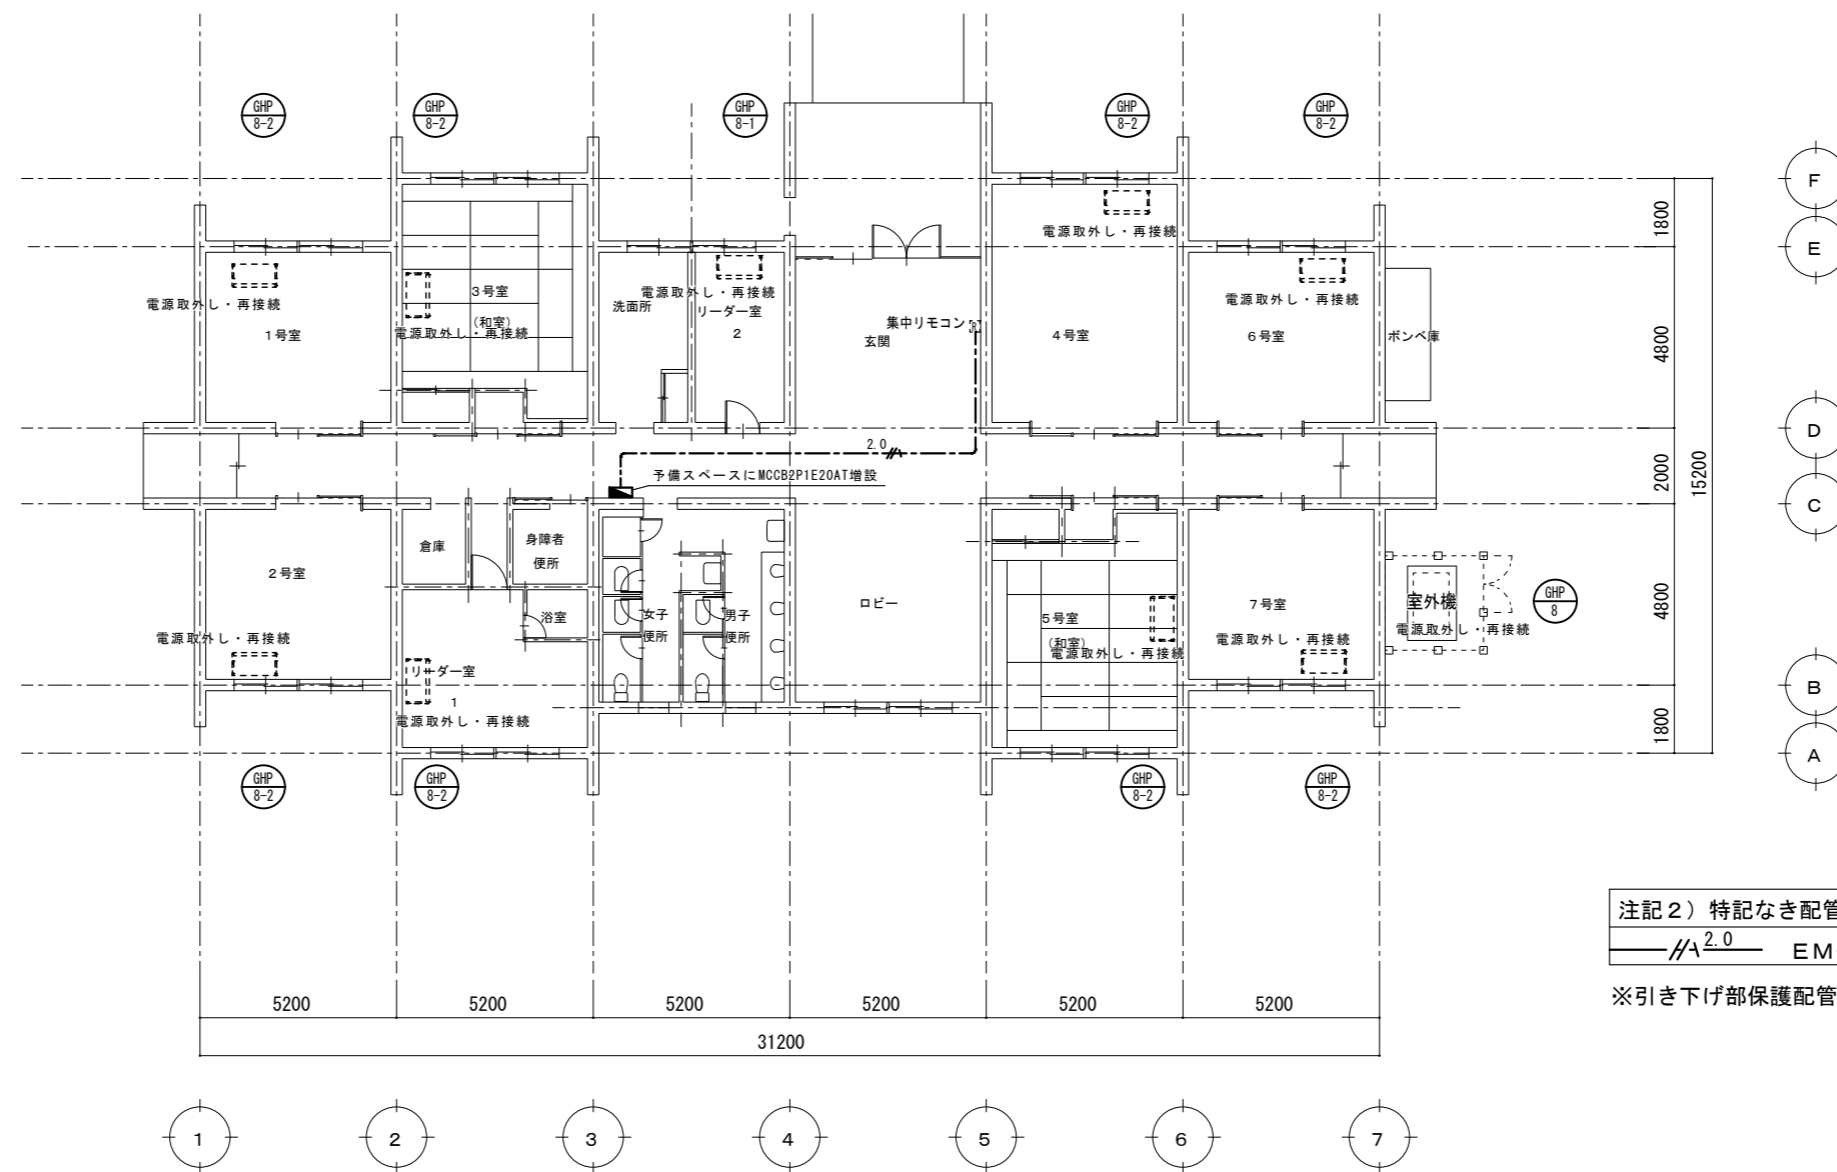 GHP
8-2
GHP
8-2
GHP
8-1
GHP
8-2
GHP
8-2
F
E
D
C
B
A
1800
4800
2000
4800
1800
15200
電源取外し・再接続
1号室
3号室
(和室)
電源取外し・再接続
洗面所
電源取外し・再接続
リーダー室
2
集中リモコン
R
玄関
電源取外し・再接続
4号室
電源取外し・再接続
6号室
ボンベ庫
2.0
予備スペースにMCCB2P1E20AT増設
2号室
電源取外し・再接続
倉庫
身障者
便所
浴室
リーダー室
1
電源取外し・再接続
女子
便所
男子
便所
ロビー
5号室
(和室)
電源取外し・再接続
7号室
電源取外し・再接続
室外機
電源取外し・再接続
GHP
8
GHP
8-2
GHP
8-2
GHP
8-2
GHP
8-2
注記2) 特記なき配管
2.0 EM
※引き下げ部保護配管
5200
5200
5200
5200
5200
5200
31200
1
2
3
4
5
6
7